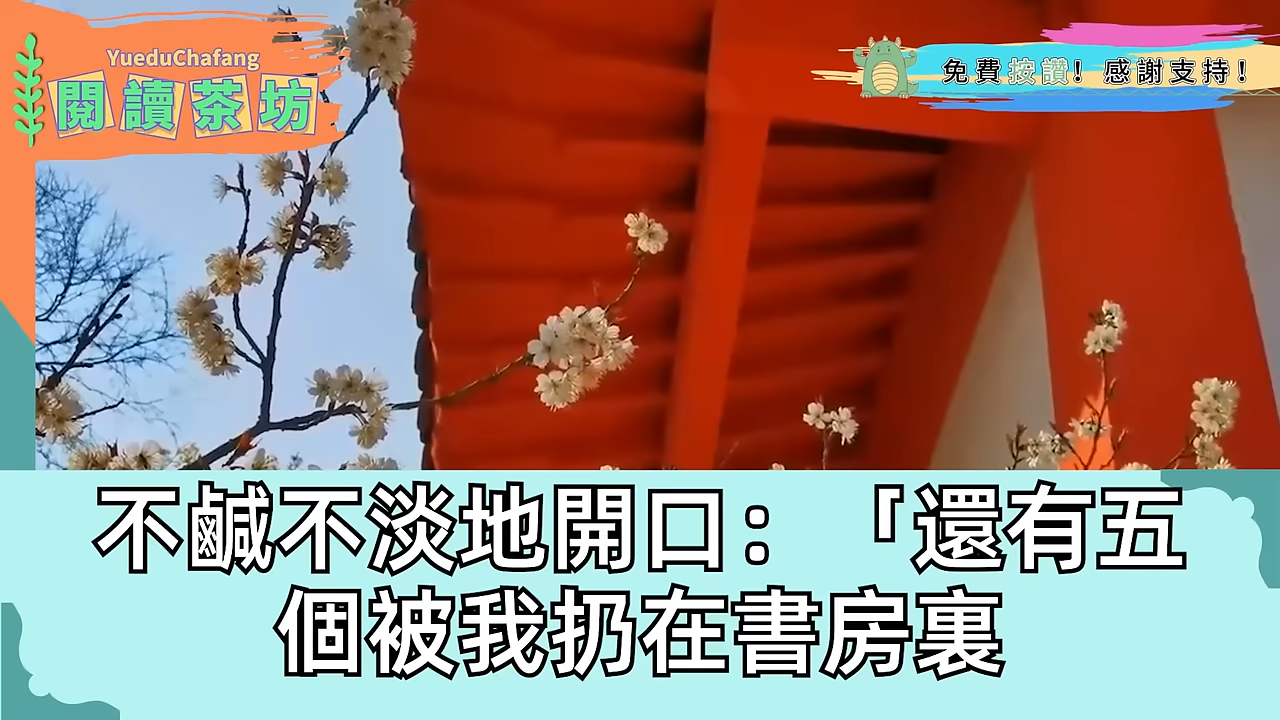 YueduChafang
閱讀茶坊
免費按讚！感謝支持！
不鹹不淡地開口：「還有五
個被我扔在書房裏